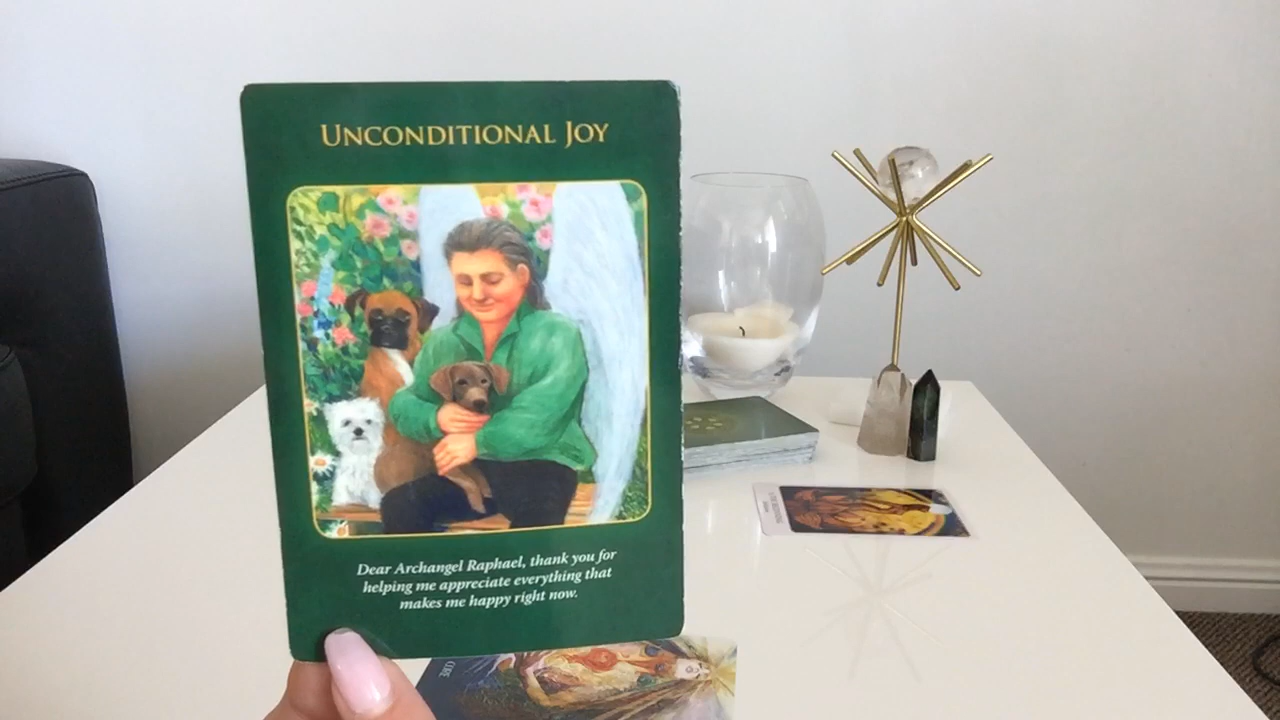 UNCONDITIONAL JOY
Dear Archangel Raphael, thank you for
helping me appreciate everything that
makes me happy right now.